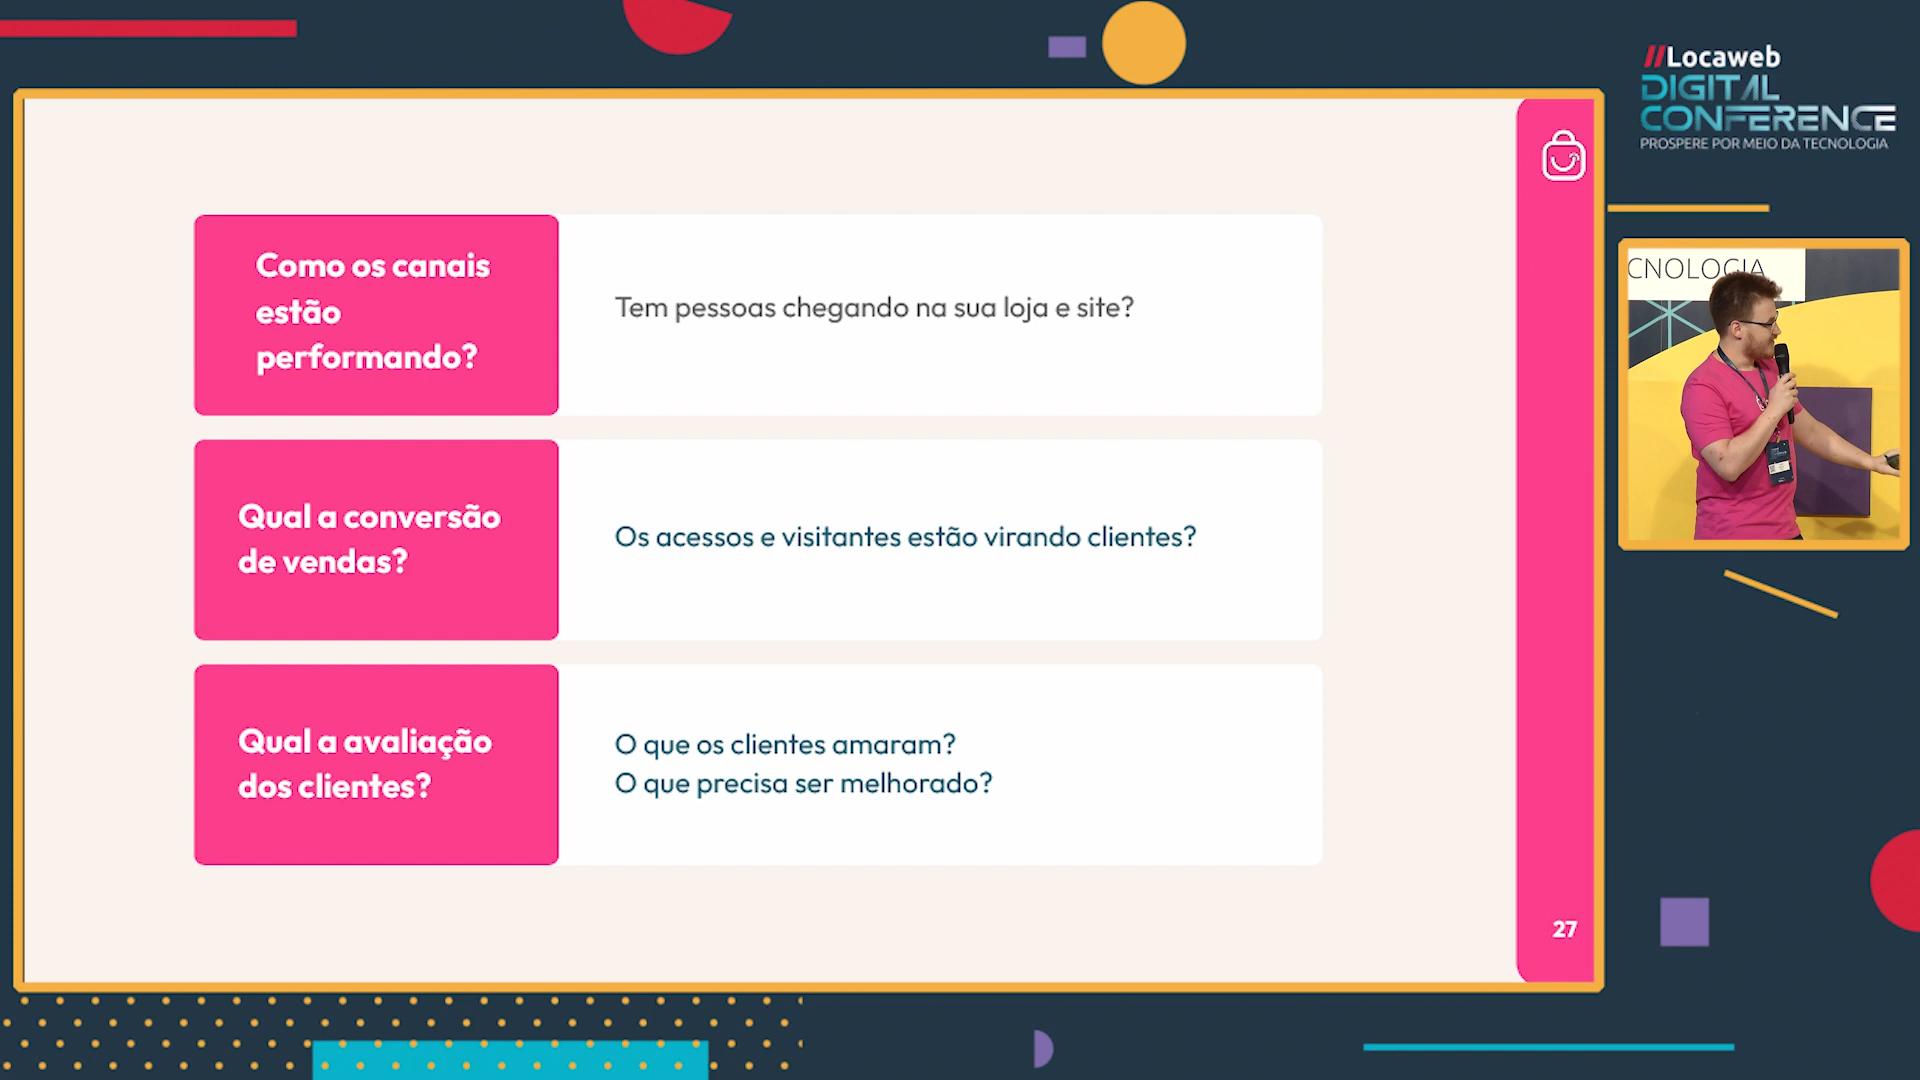 //Locaweb
DIGITAL
CONFERENCE
PROSPERE POR MEIO DA TECNOLOGIA
Como os canais
estão
performando?
Tem pessoas chegando na sua loja e site?
Qual a conversão
de vendas?
Os acessos e visitantes estão virando clientes?
Qual a avaliação
dos clientes?
O que os clientes amaram?
O que precisa ser melhorado?
27
CNOLOGIA